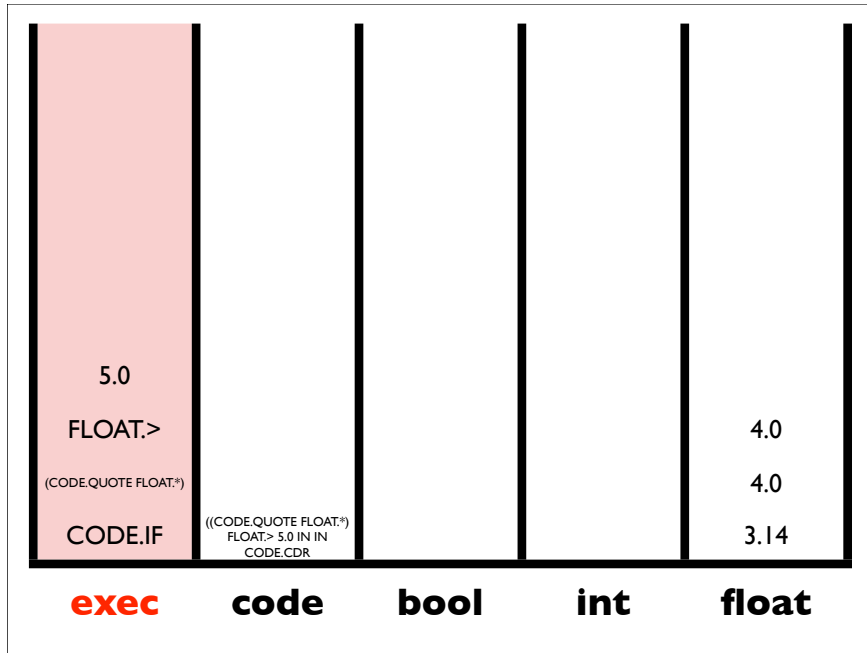 5.0
FLOAT.> 4.0
(CODE.QUOTE FLOAT.*) 4.0
CODE.IF ((CODE.QUOTE FLOAT.*) 3.14
FLOAT.> 5.0 IN IN
CODE.CDR
exec code bool int float